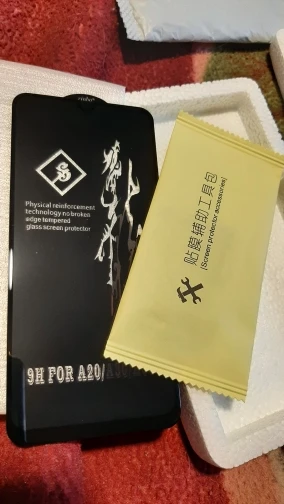 Physical reinforcement
technology no broken
edge tempered
glass screen protector
9H FOR A20/
贴膜辅助工具包
(Screen protector accessories)